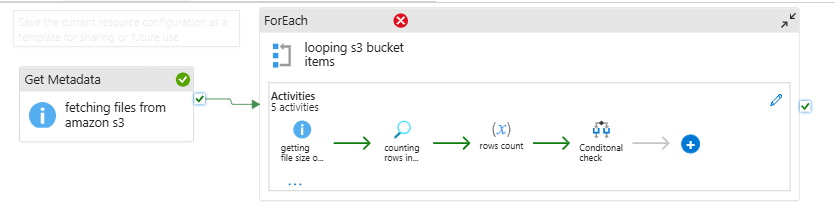 Save the current resource configuration as a
template for sharing or future use
ForEach
looping s3 bucket
items
Get Metadata
fetching files from
amazon s3
Activities
5 activities
getting
file size o...
counting
rows in...
(x)
rows count
Conditonal
check
...